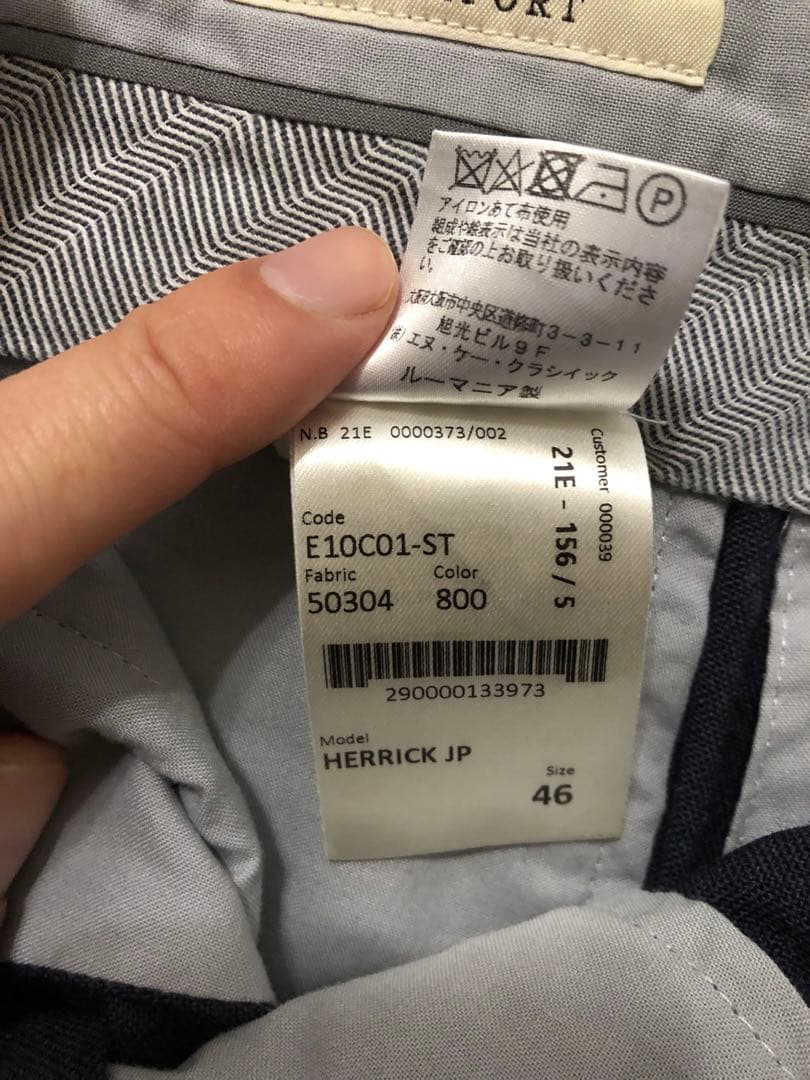 PORT
P
アイロンあて布使用
組成や絵表示は当社の表示内容
をご確認の上お取り扱いくださ
い。
大阪府大阪市中央区道修町3-3-11
旭光ビル9F
(株)エヌ・ケー・クラシイック
ルーマニア製
N.B 21E 0000373/002
Customer 000039
21E - 156 / 5
Code
E10C01-ST
Fabric Color
50304 800
290000133973
Model
HERRICK JP
Size
46